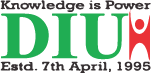 Knowledge is Power
DIU
Estd. 7th April, 1995